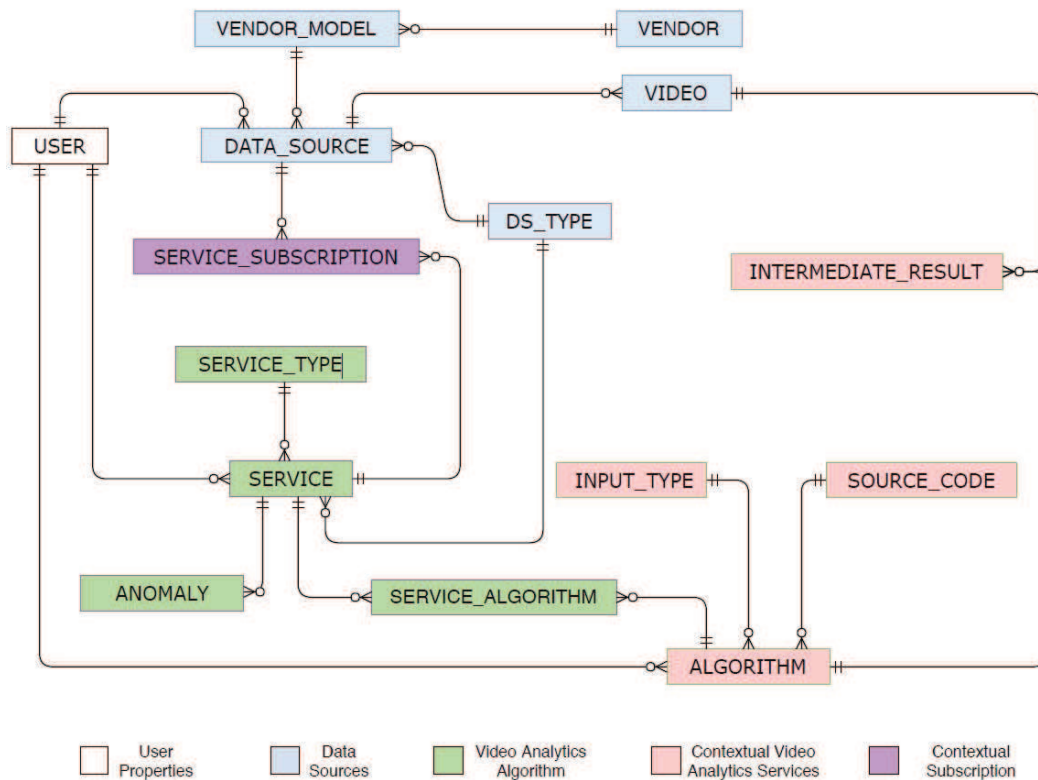 VENDOR_MODEL
VENDOR
VIDEO
USER
DATA_SOURCE
DS_TYPE
SERVICE_SUBSCRIPTION
INTERMEDIATE_RESULT
SERVICE_TYPE
SERVICE
INPUT_TYPE
SOURCE_CODE
ANOMALY
SERVICE_ALGORITHM
ALGORITHM
User
Properties
Data
Sources
Video Analytics
Algorithm
Contextual Video
Analytics Services
Contextual
Subscription